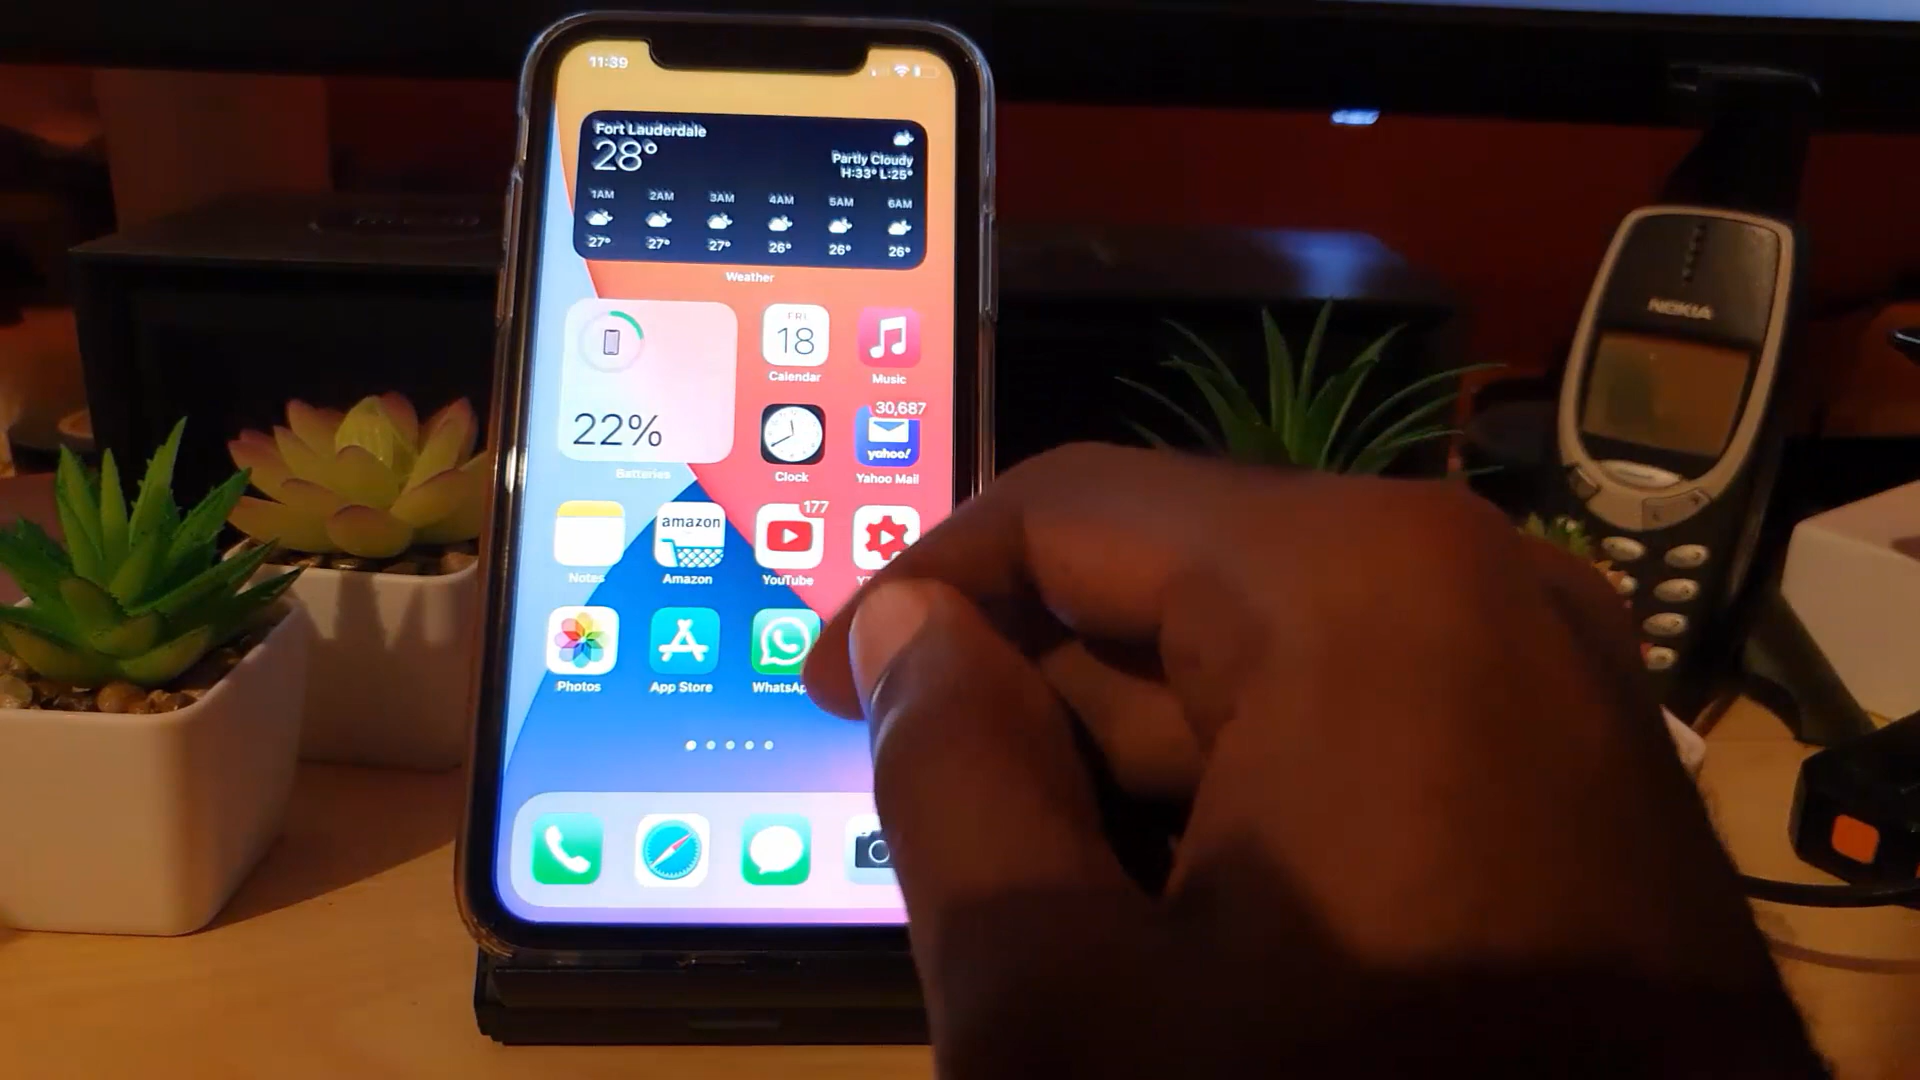 11:39
Fort Lauderdale
28°
Partly Cloudy
H:33° L:25°
1AM 2AM 3AM 4AM 5AM 6AM
27° 27° 27° 26° 26° 26°
Weather
22%
Batteries
FRI
18
Calendar
Music
Clock
30,687
yahoo!
Yahoo Mail
Notes
amazon
Amazon
177
YouTube
Photos
App Store
WhatsAp
NOKIA